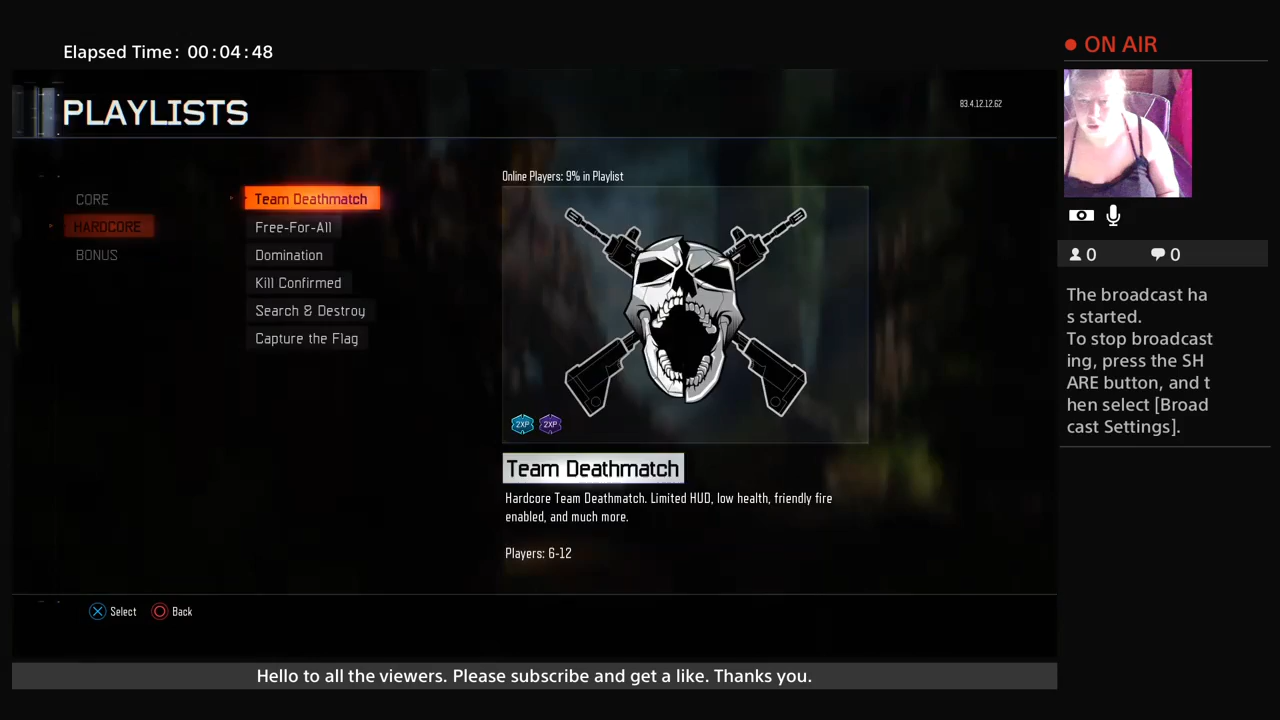 Elapsed Time: 00:04:48
ON AIR
PLAYLISTS
83.4.12.12.62
CORE
HARDCORE
BONUS
Team Deathmatch
Free-For-All
Domination
Kill Confirmed
Search & Destroy
Capture the Flag
Online Players: 9% in Playlist
2XP 2XP
Team Deathmatch
Hardcore Team Deathmatch. Limited HUD, low health, friendly fire
enabled, and much more.
Players: 6-12
Select Back
0 0
The broadcast ha
s started.
To stop broadcast
ing, press the SH
ARE button, and t
hen select [Broad
cast Settings].
Hello to all the viewers. Please subscribe and get a like. Thanks you.